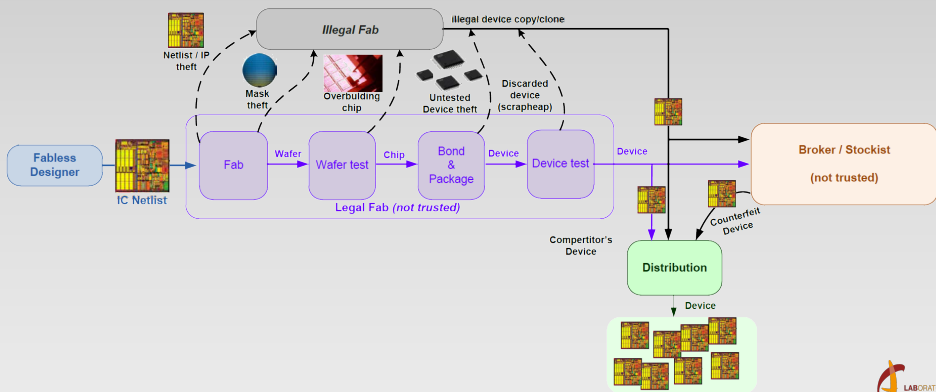 Illegal Fab
illegal device copy/clone
Netlist / IP
theft
Mask
theft
Overbulding
chip
Untested
Device theft
Discarded
device
(scrapheap)
Fabless
Designer
IC Netlist
Fab
Wafer
Wafer test
Chip
Bond
&
Package
Device
Device test
Device
Legal Fab (not trusted)
Broker / Stockist
(not trusted)
Counterfeit
Device
Competitor's
Device
Distribution
Device
LABORAT